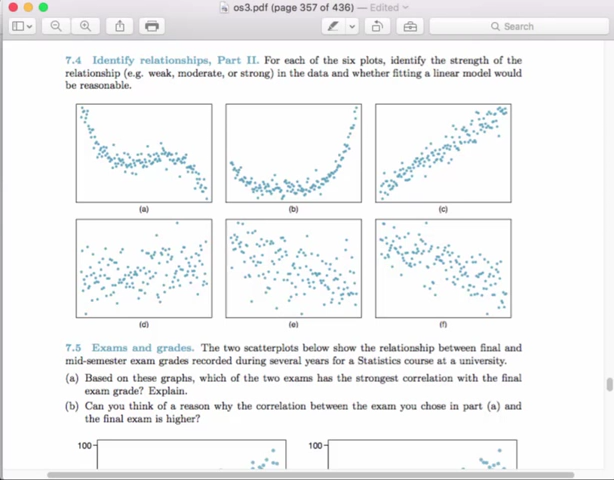 os3.pdf (page 357 of 436) — Edited
Search
7.4 Identify relationships, Part II. For each of the six plots, identify the strength of the
relationship (e.g. weak, moderate, or strong) in the data and whether fitting a linear model would
be reasonable.
(a) (b) (c)
(d) (e) (f)
7.5 Exams and grades. The two scatterplots below show the relationship between final and
mid-semester exam grades recorded during several years for a Statistics course at a university.
(a) Based on these graphs, which of the two exams has the strongest correlation with the final
exam grade? Explain.
(b) Can you think of a reason why the correlation between the exam you chose in part (a) and
the final exam is higher?
100 100